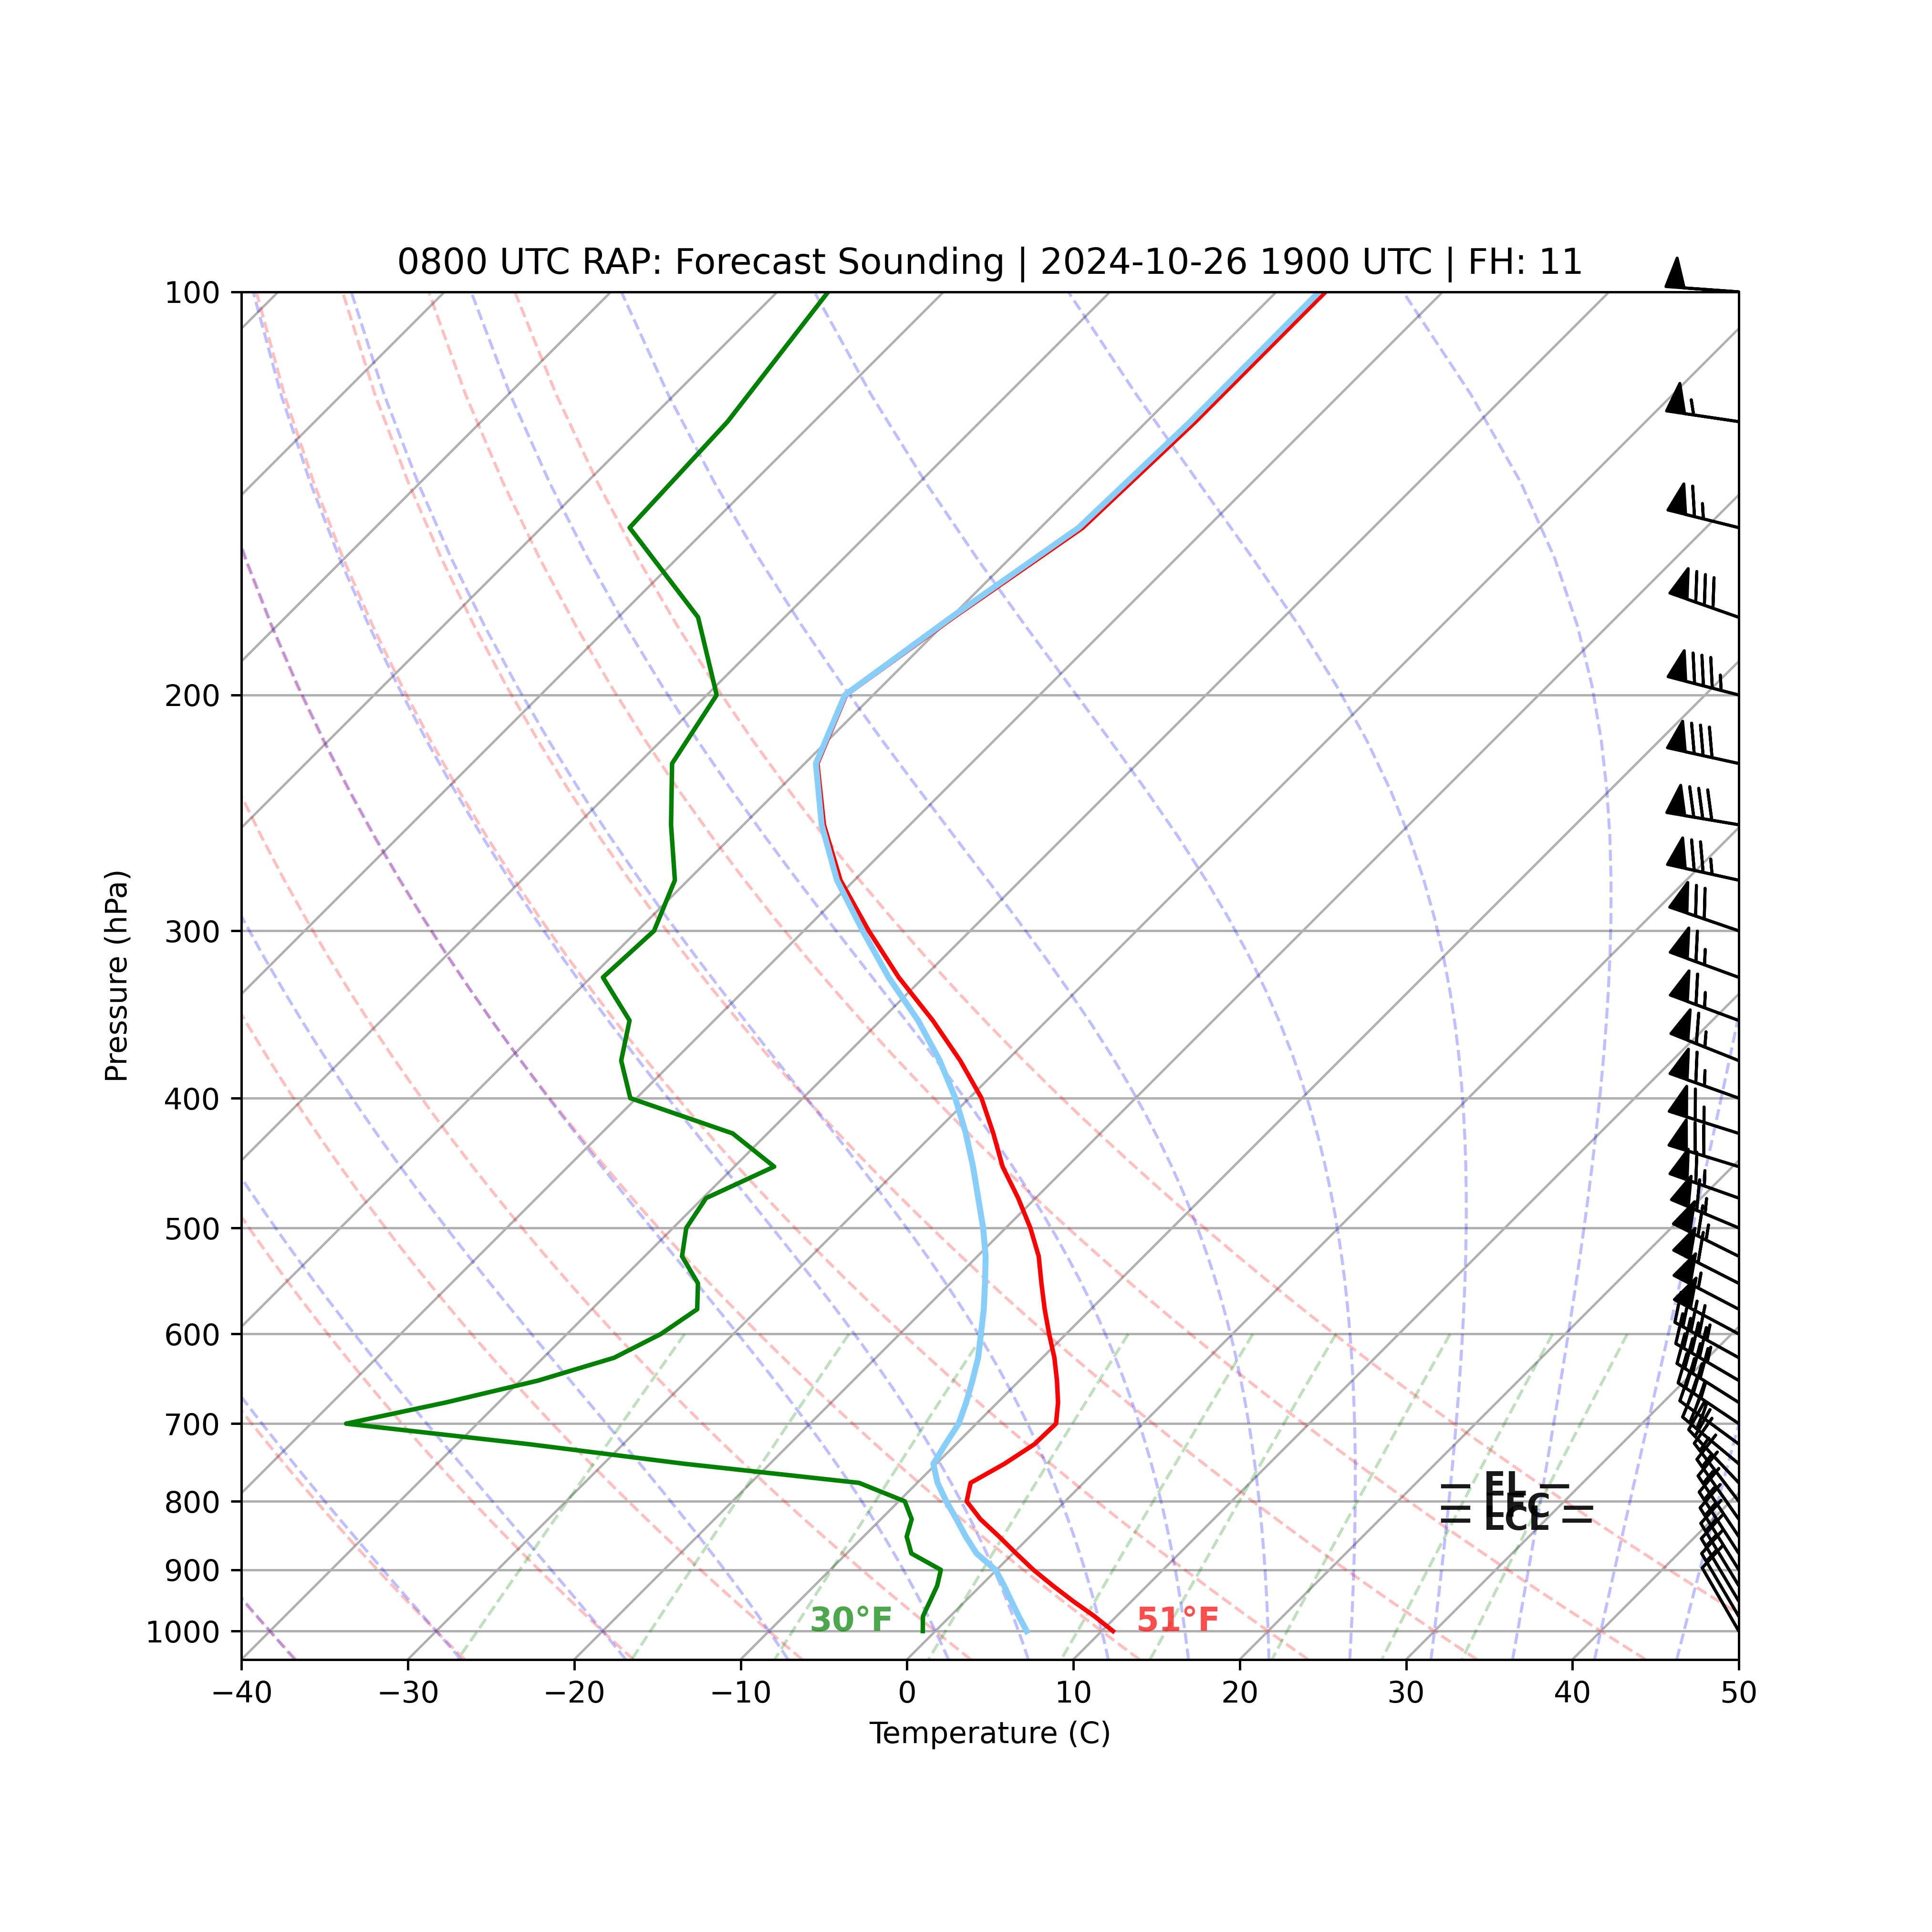 0800 UTC RAP: Forecast Sounding | 2024-10-26 1900 UTC | FH: 11
100
200
300
400
500
600
700
800
900
1000
Pressure (hPa)
— EL —
— LFC —
— LCL —
30°F
51°F
−40 −30 −20 −10 0 10 20 30 40 50
Temperature (C)